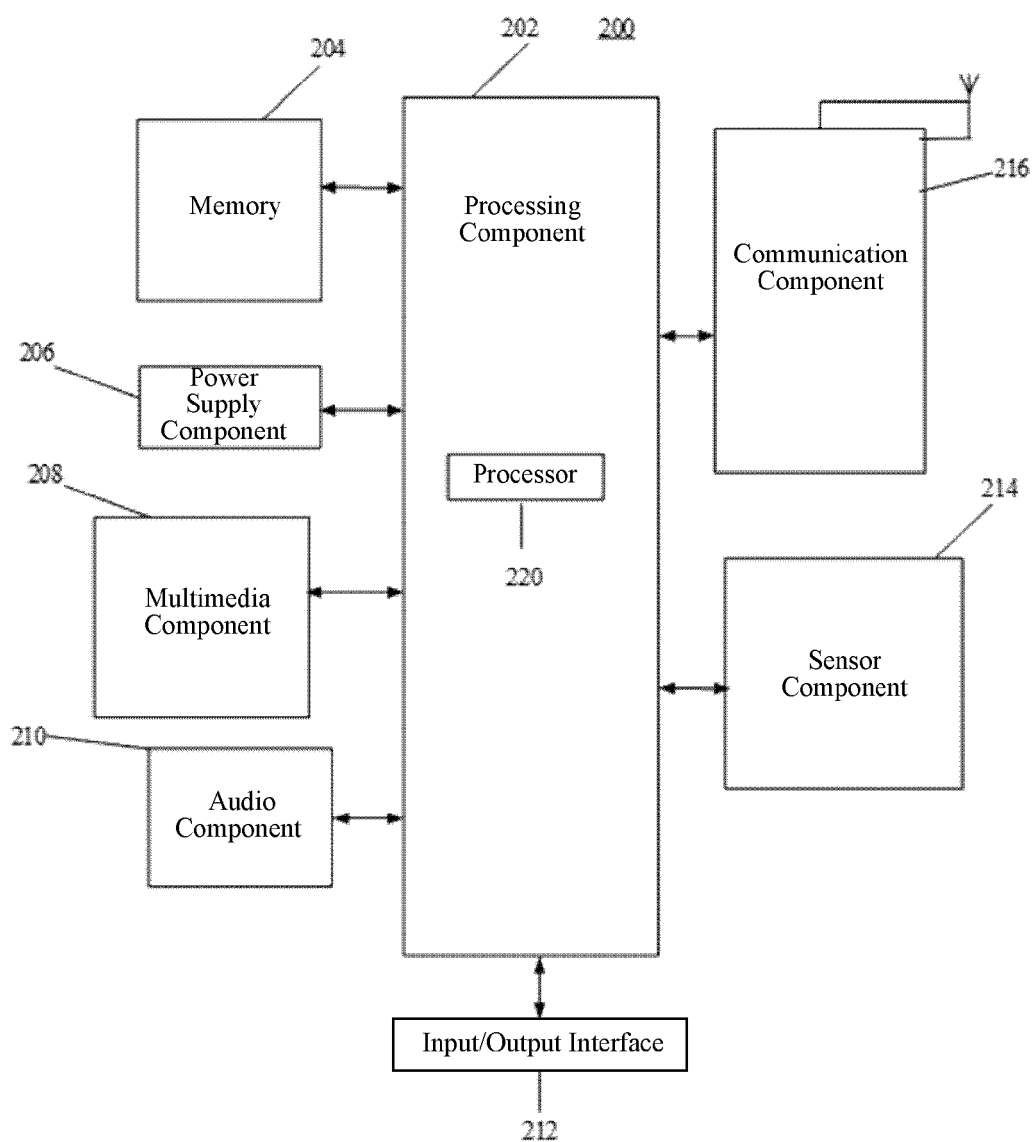 202
200
204
Memory
Processing
Component
216
Communication
Component
206
Power
Supply
Component
208
Processor
220
214
Multimedia
Component
Sensor
Component
210
Audio
Component
Input/Output Interface
212